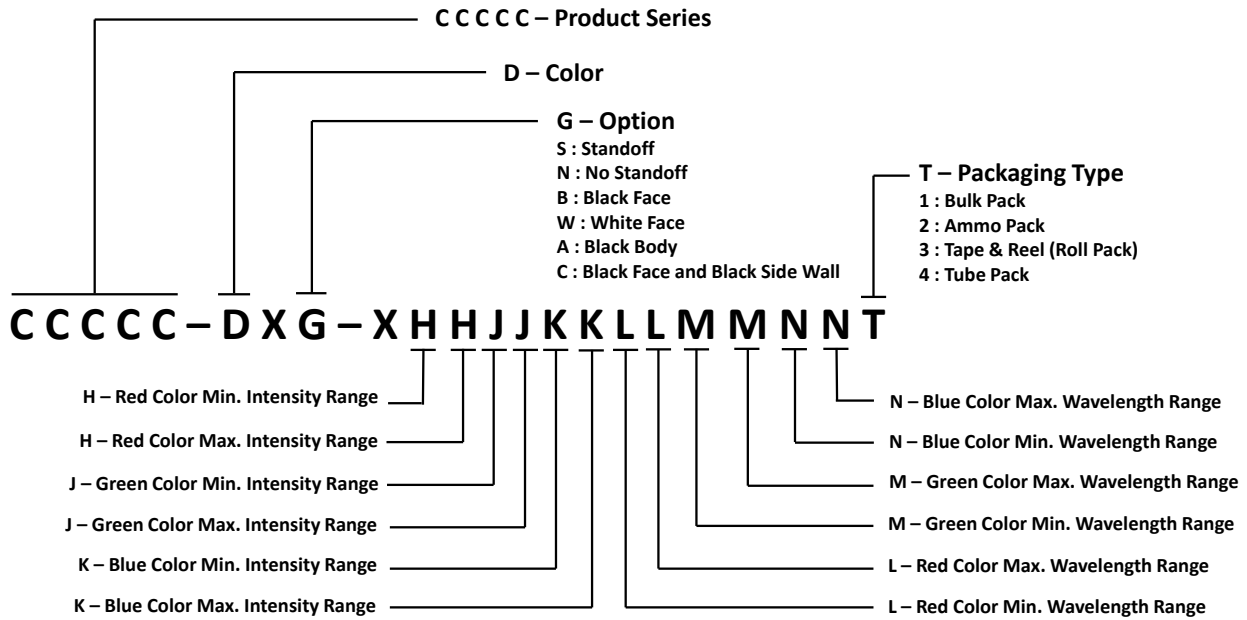 C C C C C – Product Series
D – Color
G – Option
S : Standoff
N : No Standoff
B : Black Face
W : White Face
A : Black Body
C : Black Face and Black Side Wall
T – Packaging Type
1 : Bulk Pack
2 : Ammo Pack
3 : Tape & Reel (Roll Pack)
4 : Tube Pack
C C C C C – D X G – X H H J J K K L L M M N N T
H – Red Color Min. Intensity Range
H – Red Color Max. Intensity Range
J – Green Color Min. Intensity Range
J – Green Color Max. Intensity Range
K – Blue Color Min. Intensity Range
K – Blue Color Max. Intensity Range
N – Blue Color Max. Wavelength Range
N – Blue Color Min. Wavelength Range
M – Green Color Max. Wavelength Range
M – Green Color Min. Wavelength Range
L – Red Color Max. Wavelength Range
L – Red Color Min. Wavelength Range